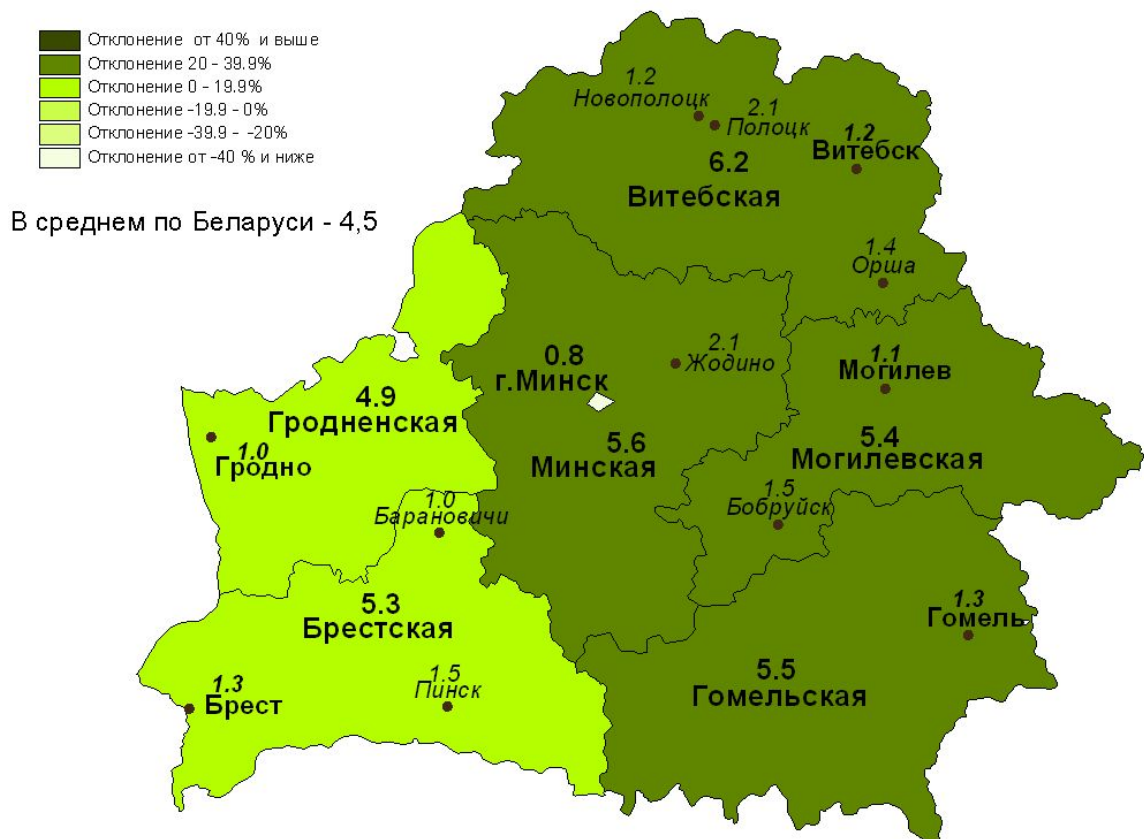 Отклонение от 40% и выше
Отклонение 20 - 39.9%
Отклонение 0 - 19.9%
Отклонение -19.9 - 0%
Отклонение -39.9 - -20%
Отклонение от -40 % и ниже
В среднем по Беларуси - 4,5
1.2
Новополоцк
2.1
Полоцк
1.2
Витебск
6.2
Витебская
1.4
Орша
2.1
Жодино
0.8
г.Минск
1.1
Могилев
4.9
Гродненская
1.0
Гродно
5.6
Минская
5.4
Могилевская
1.0
Барановичи
1.5
Бобруйск
5.3
Брестская
1.3
Гомель
1.3
Брест
1.5
Пинск
5.5
Гомельская